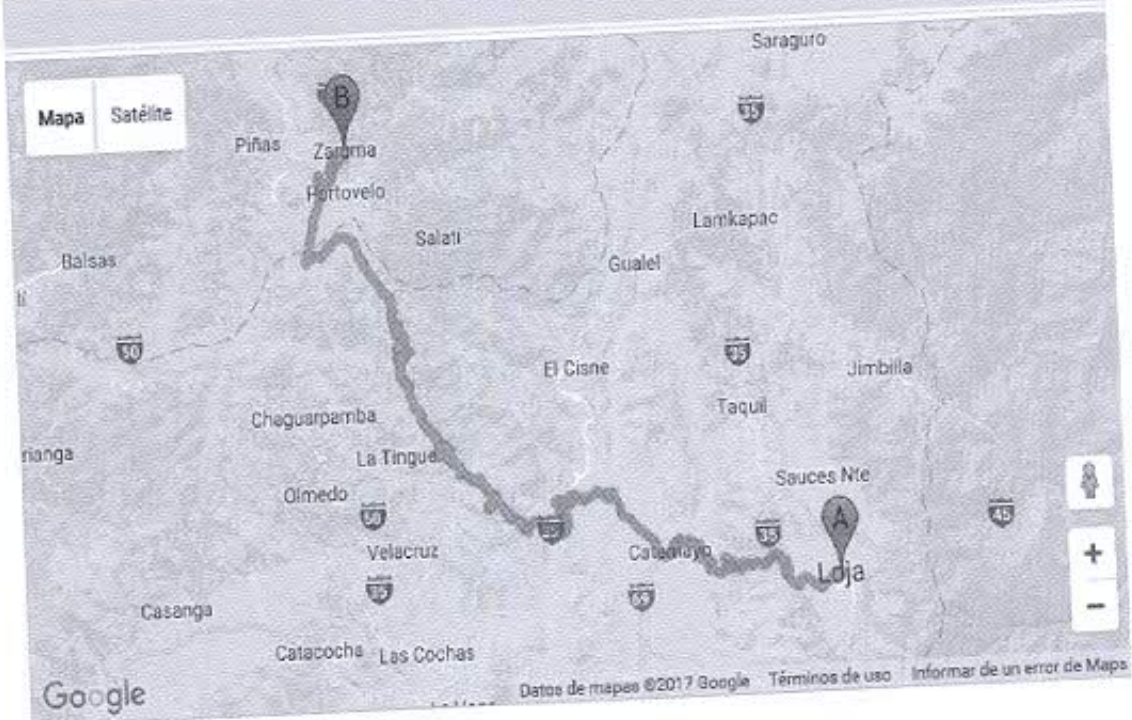 Saraguro
Mapa
Satélite
B
35
Piñas
Zaruma
Portovelo
Lamkapac
Salati
Balsas
Gualel
50
35
El Cisne
Jimbilla
Taquil
Chaguarpamba
La Tingue
Sauces Nte
Olmedo
50
A
45
35
35
Velacruz
Catamayo
Loja
+
35
69
−
Casanga
Catacocha
Las Cochas
Google
Datos de mapas ©2017 Google
Términos de uso
Informar de un error de Maps